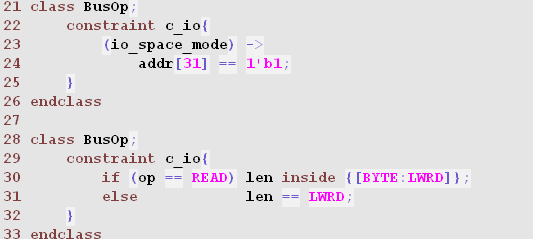 21 class BusOp;
22     constraint c_io{
23         (io_space_mode) ->
24             addr[31] == 1'b1;
25     }
26 endclass
27
28 class BusOp;
29     constraint c_io{
30         if (op == READ) len inside {[BYTE:LWRD]};
31         else            len == LWRD;
32     }
33 endclass